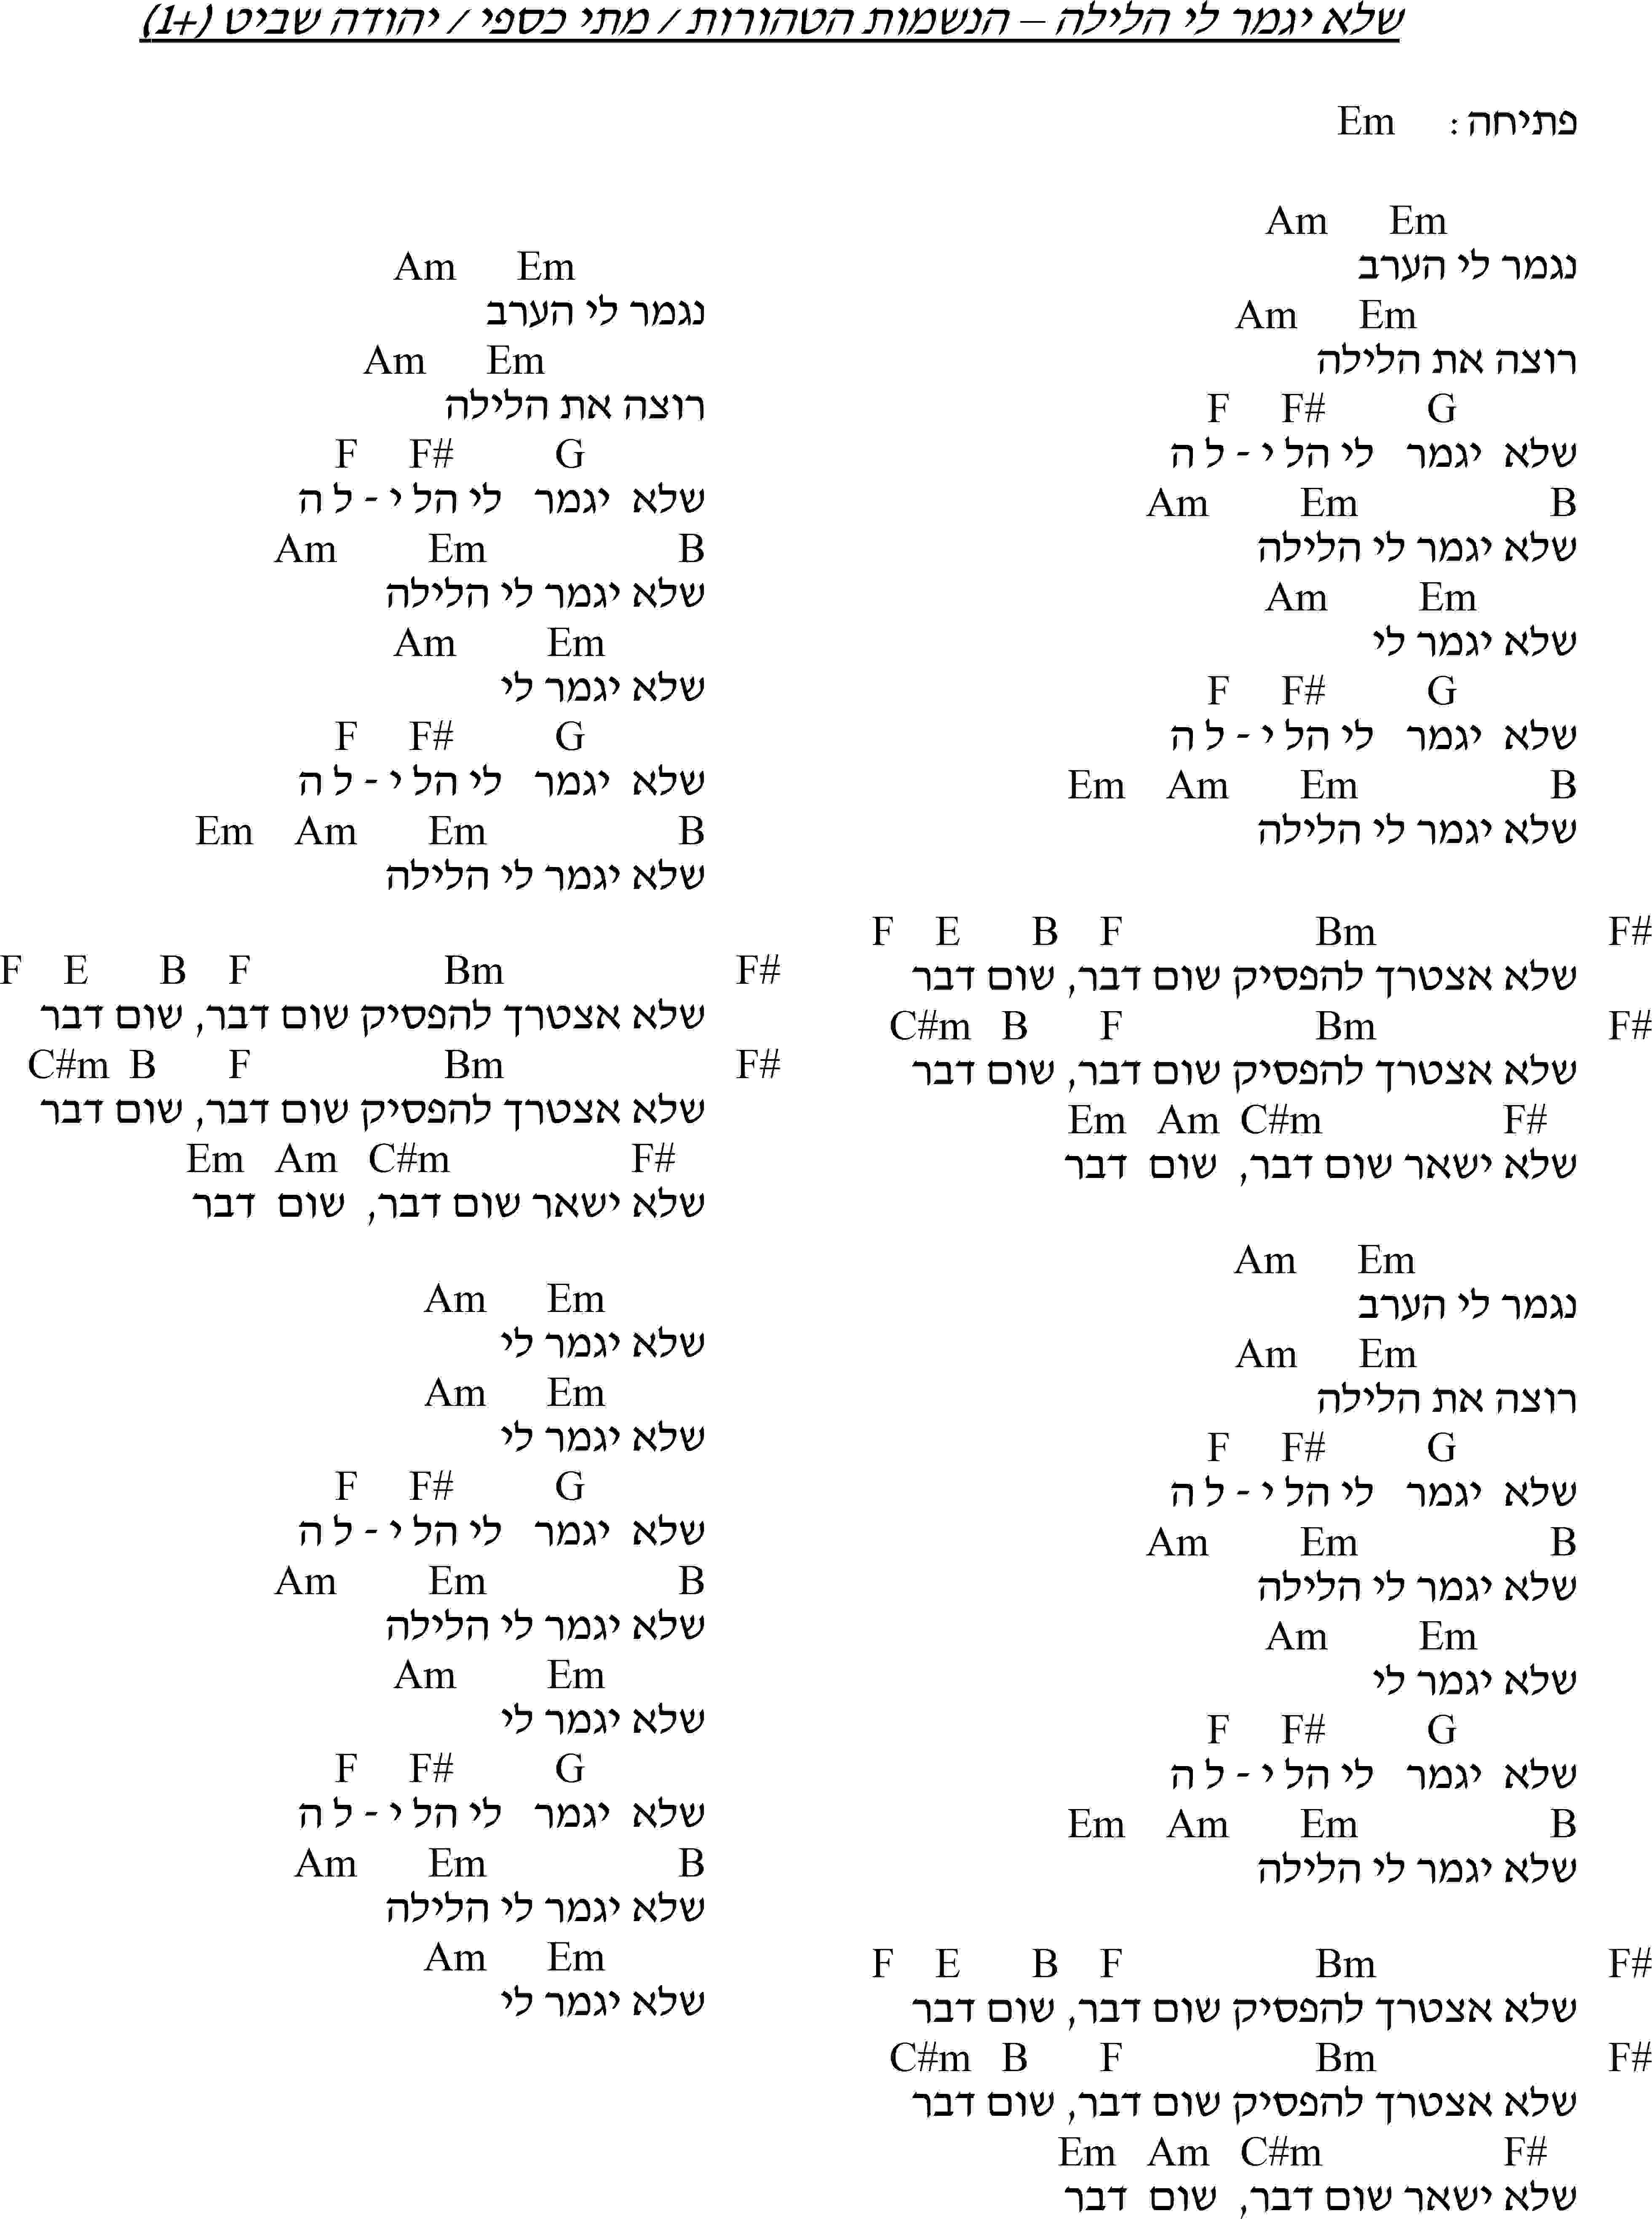 שלא יגמר לי הלילה – הנשמות הטהורות / מתי כספי / יהודה שביט (+1)
פתיחה: Em
Am Em
נגמר לי הערב
Am Em
רוצה את הלילה
F F# G
שלא יגמר לי הל י - ל ה
Am Em B
שלא יגמר לי הלילה
Am Em
שלא יגמר לי
F F# G
שלא יגמר לי הל י - ל ה
Em Am Em B
שלא יגמר לי הלילה
F E B F Bm F#
שלא אצטרך להפסיק שום דבר, שום דבר
C#m B F Bm F#
שלא אצטרך להפסיק שום דבר, שום דבר
Em Am C#m F#
שלא ישאר שום דבר, שום דבר
Am Em
נגמר לי הערב
Am Em
רוצה את הלילה
F F# G
שלא יגמר לי הל י - ל ה
Am Em B
שלא יגמר לי הלילה
Am Em
שלא יגמר לי
F F# G
שלא יגמר לי הל י - ל ה
Em Am Em B
שלא יגמר לי הלילה
F E B F Bm F#
שלא אצטרך להפסיק שום דבר, שום דבר
C#m B F Bm F#
שלא אצטרך להפסיק שום דבר, שום דבר
Em Am C#m F#
שלא ישאר שום דבר, שום דבר
Am Em
נגמר לי הערב
Am Em
רוצה את הלילה
F F# G
שלא יגמר לי הל י - ל ה
Am Em B
שלא יגמר לי הלילה
Am Em
שלא יגמר לי
F F# G
שלא יגמר לי הל י - ל ה
Em Am Em B
שלא יגמר לי הלילה
F E B F Bm F#
שלא אצטרך להפסיק שום דבר, שום דבר
C#m B F Bm F#
שלא אצטרך להפסיק שום דבר, שום דבר
Em Am C#m F#
שלא ישאר שום דבר, שום דבר
Am Em
שלא יגמר לי
Am Em
שלא יגמר לי
F F# G
שלא יגמר לי הל י - ל ה
Am Em B
שלא יגמר לי הלילה
Am Em
שלא יגמר לי
F F# G
שלא יגמר לי הל י - ל ה
Am Em B
שלא יגמר לי הלילה
Am Em
שלא יגמר לי